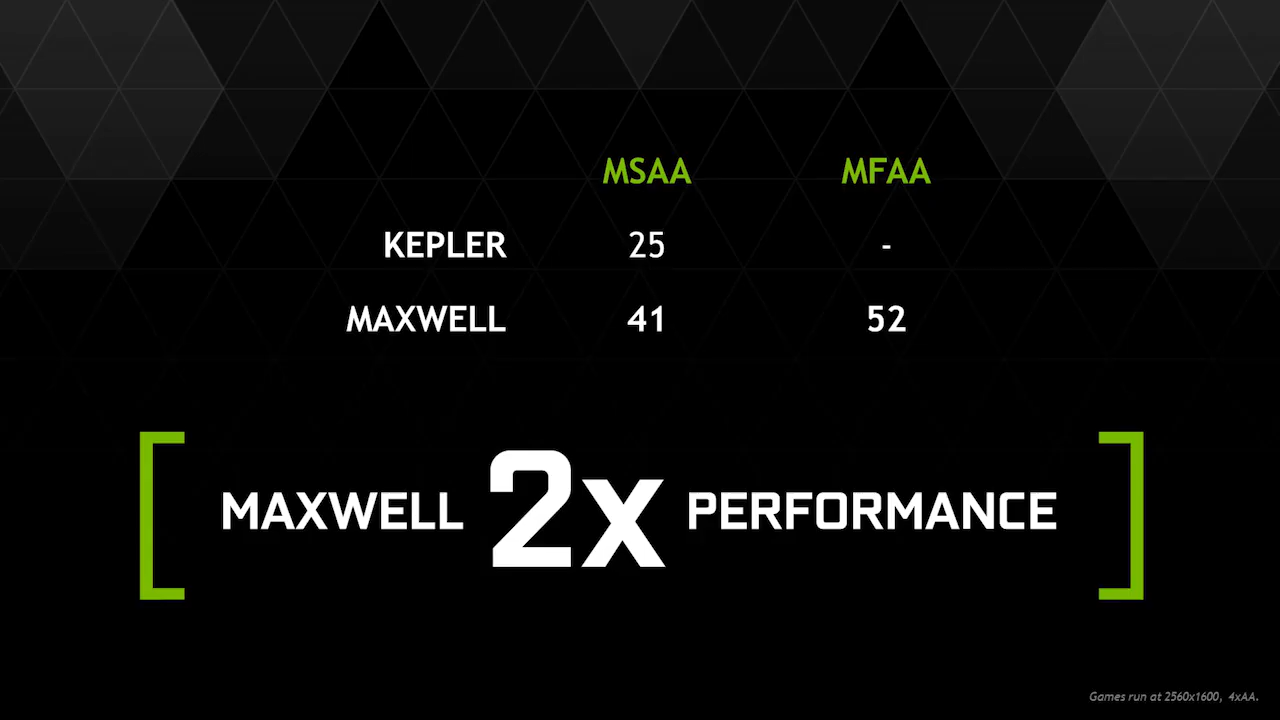 MSAA MFAA
KEPLER 25 -
MAXWELL 41 52
MAXWELL 2x PERFORMANCE
Games run at 2560x1600, 4xAA.